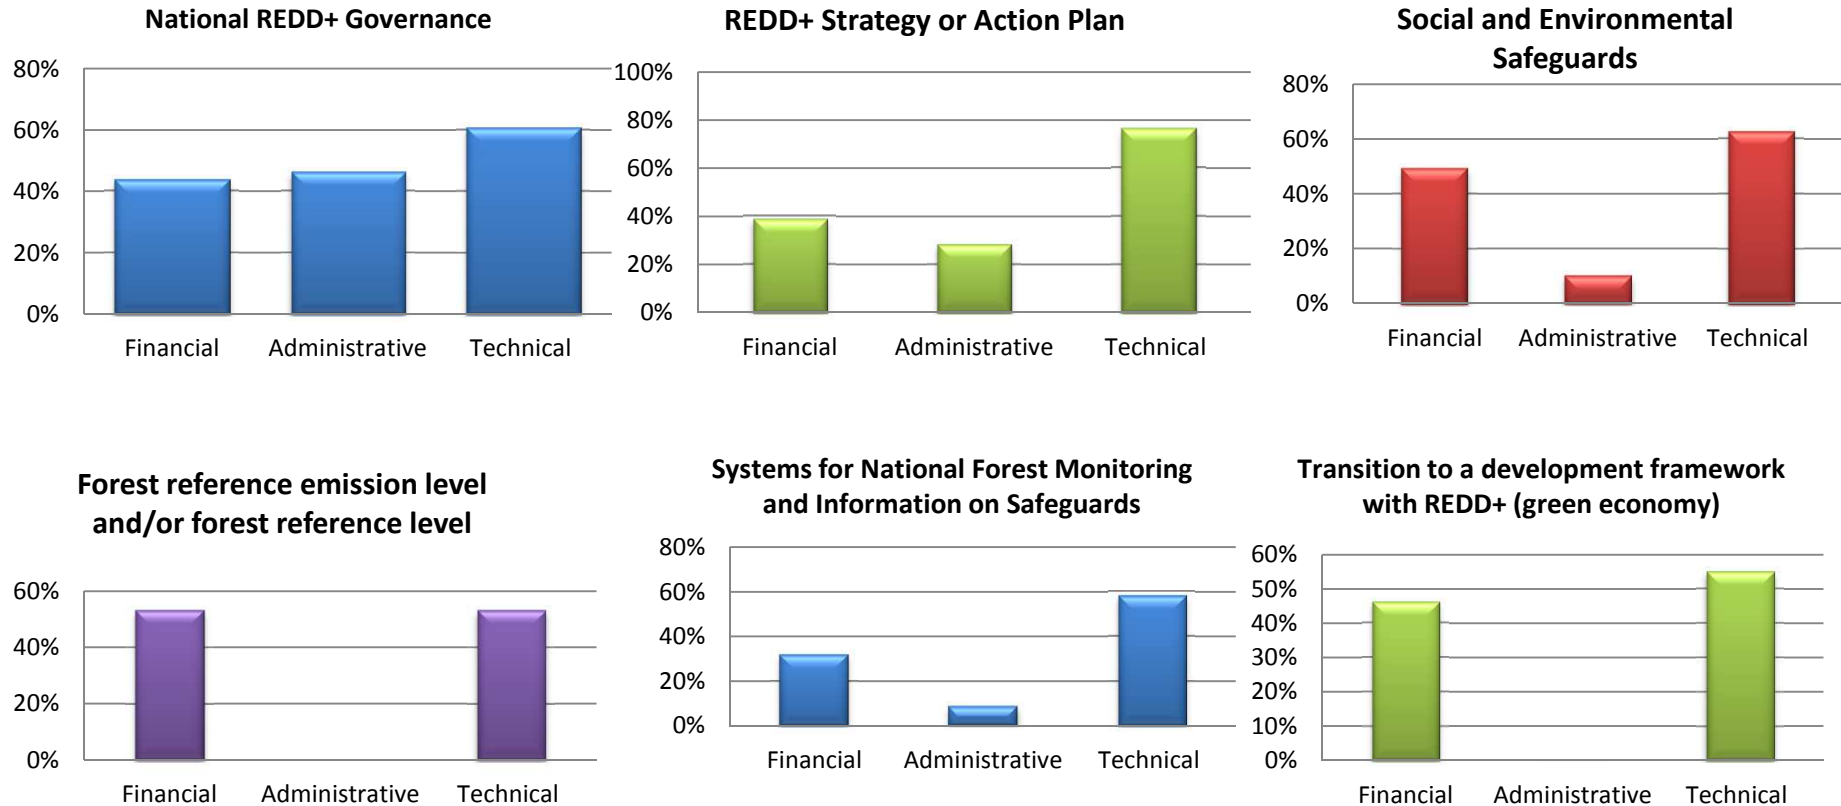 National REDD+ Governance
80%
60%
40%
20%
0%
Financial Administrative Technical
REDD+ Strategy or Action Plan
100%
80%
60%
40%
20%
0%
Financial Administrative Technical
Social and Environmental
Safeguards
80%
60%
40%
20%
0%
Financial Administrative Technical
Forest reference emission level
and/or forest reference level
60%
40%
20%
0%
Financial Administrative Technical
Systems for National Forest Monitoring
and Information on Safeguards
80%
60%
40%
20%
0%
Financial Administrative Technical
Transition to a development framework
with REDD+ (green economy)
60%
50%
40%
30%
20%
10%
0%
Financial Administrative Technical